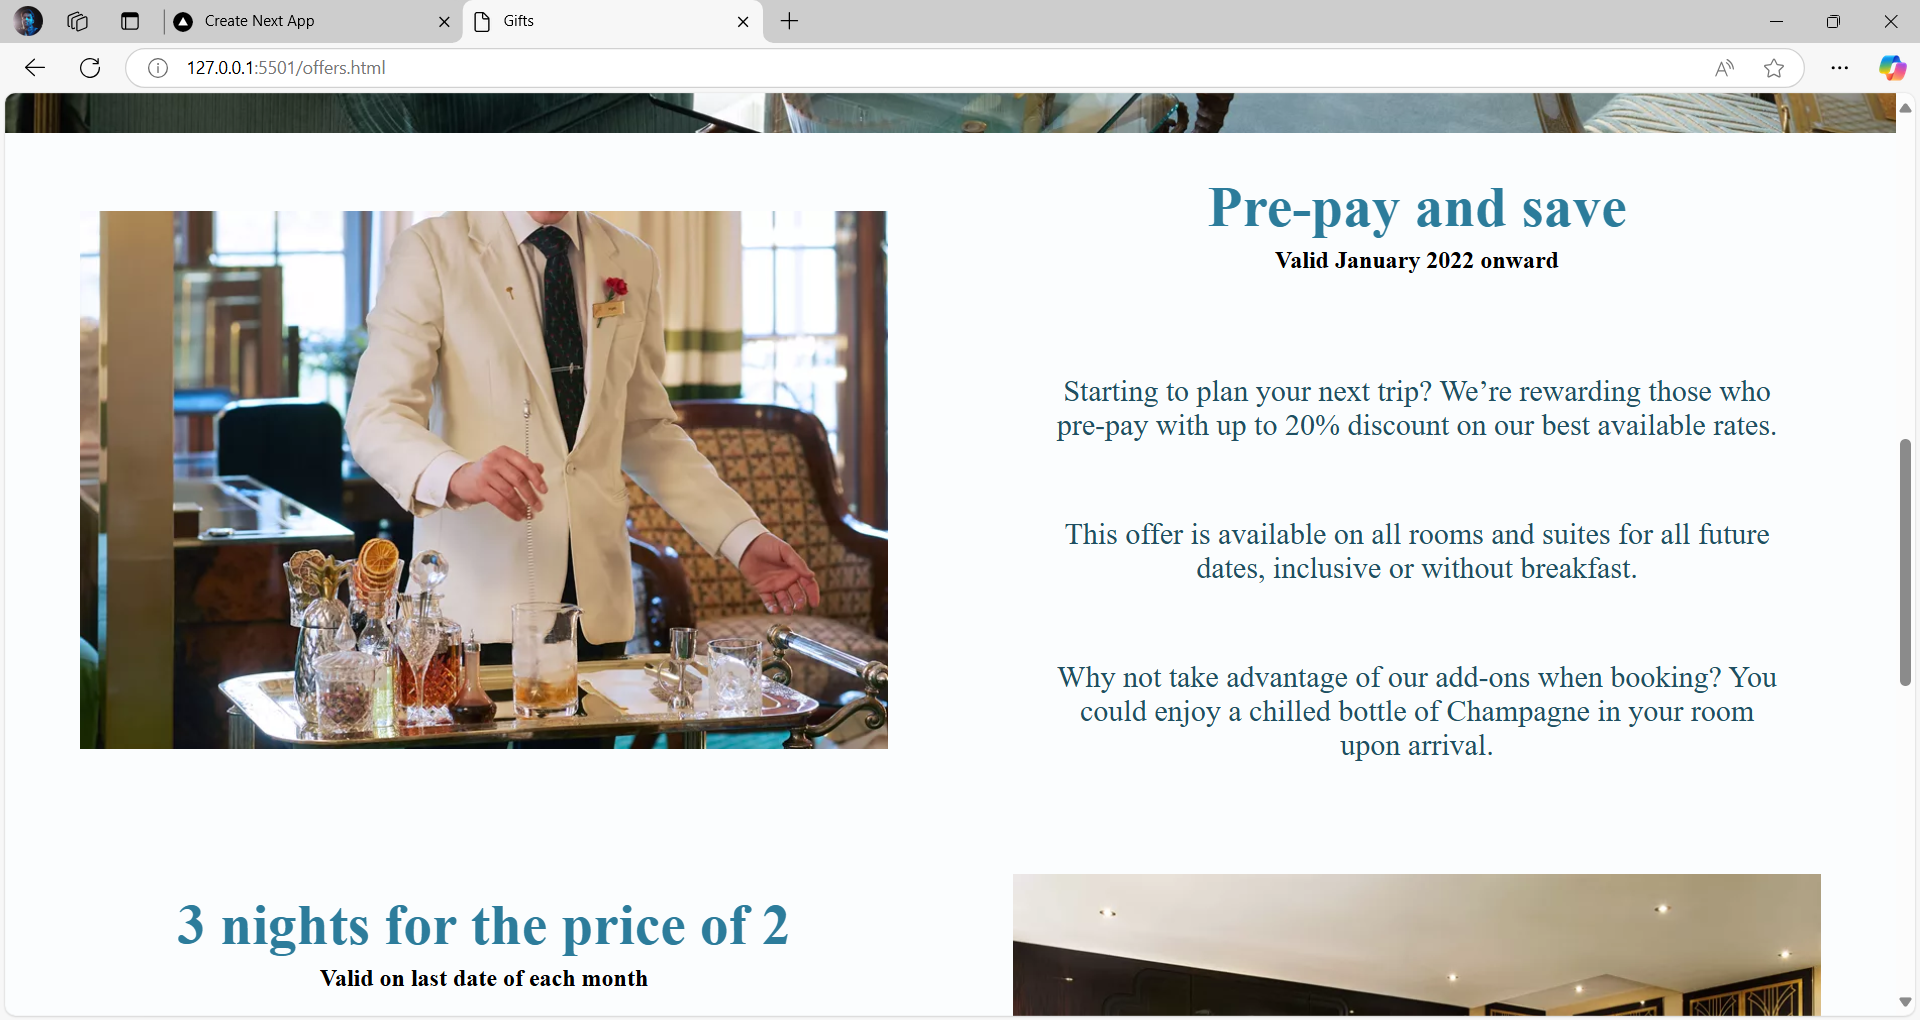 Create Next App
Gifts
127.0.0.1:5501/offers.html
Pre-pay and save
Valid January 2022 onward
Starting to plan your next trip? We’re rewarding those who
pre-pay with up to 20% discount on our best available rates.
This offer is available on all rooms and suites for all future
dates, inclusive or without breakfast.
Why not take advantage of our add-ons when booking? You
could enjoy a chilled bottle of Champagne in your room
upon arrival.
3 nights for the price of 2
Valid on last date of each month